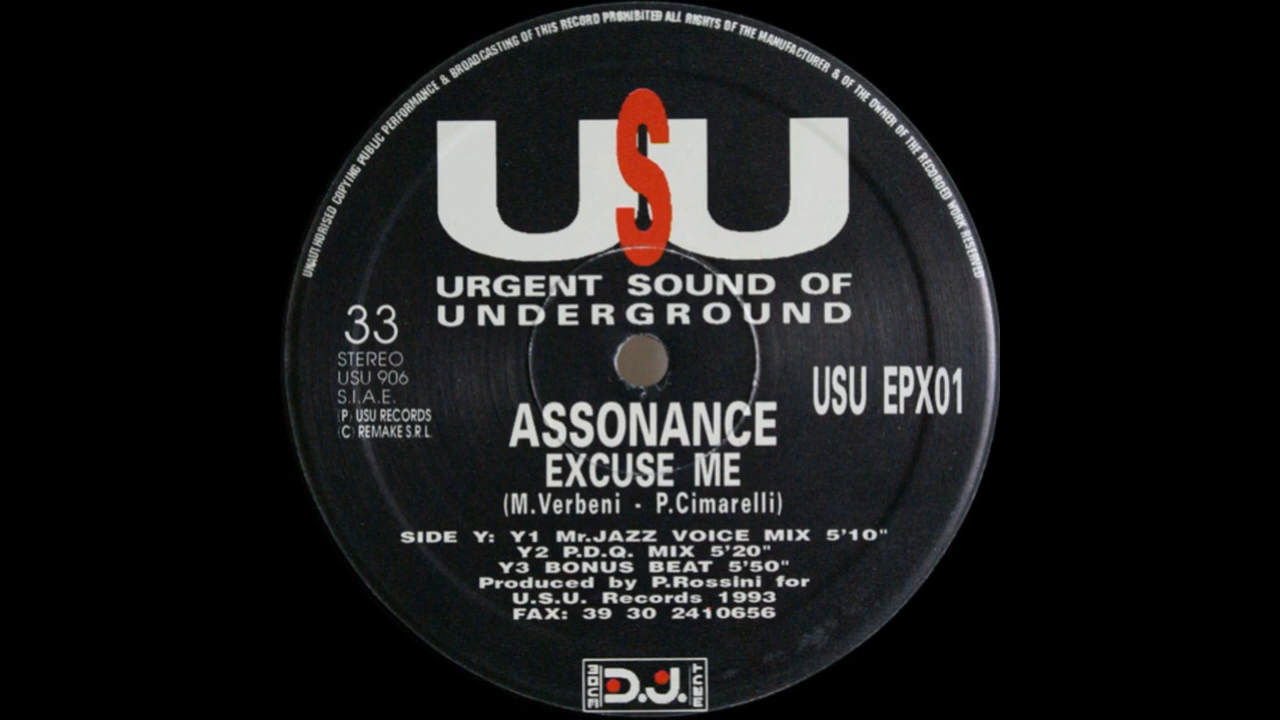 UNAUTHORISED COPYING PUBLIC PERFORMANCE & BROADCASTING OF THIS RECORD PROHIBITED ALL RIGHTS OF THE MANUFACTURER & OF THE OWNER OF THE RECORDED WORK RESERVED
USU
URGENT SOUND OF
UNDERGROUND
33
STEREO
USU 906
S.I.A.E.
(P) USU RECORDS
(C) REMAKE S.R.L.
USU EPX01
ASSONANCE
EXCUSE ME
(M.Verbeni - P.Cimarelli)
SIDE Y: Y1 Mr.JAZZ VOICE MIX 5'10"
Y2 P.D.Q. MIX 5'20"
Y3 BONUS BEAT 5'50"
Produced by P.Rossini for
U.S.U. Records 1993
FAX: 39 30 2410656
D.J.